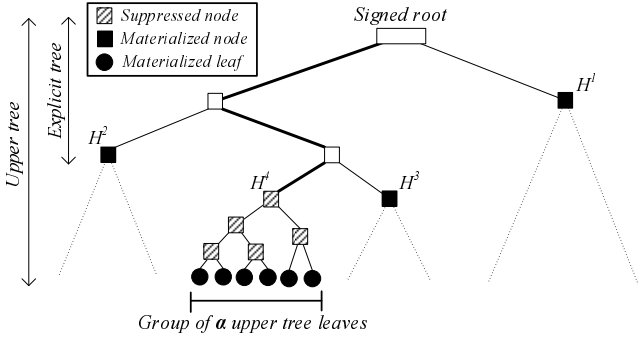 Signed root
Suppressed node
Materialized node
Materialized leaf
Upper tree
Explicit tree
H1
H2
H4
H3
Group of α upper tree leaves